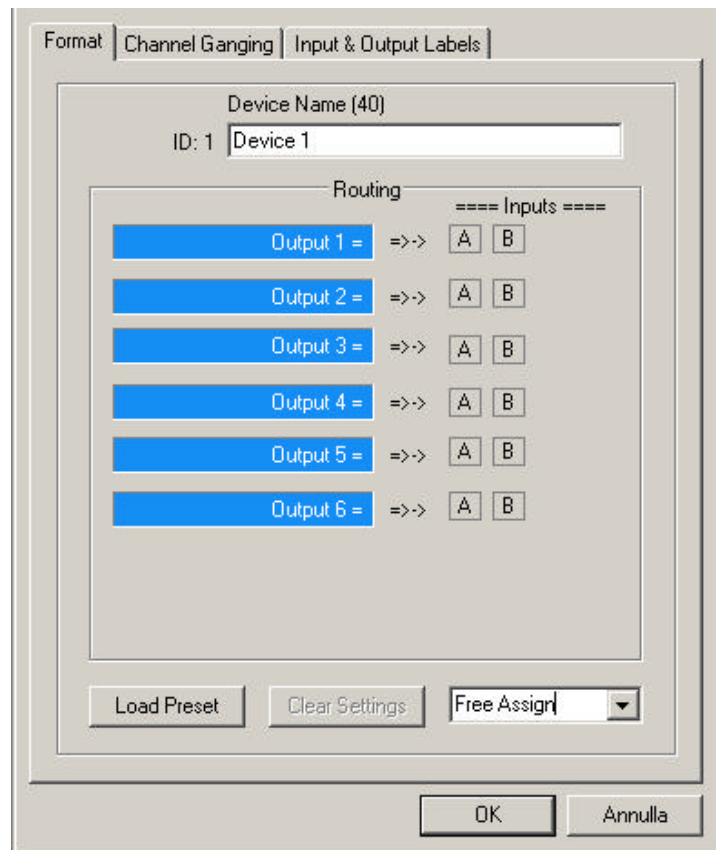 Format Channel Ganging Input & Output Labels
Device Name (40)
ID: 1 Device 1
Routing
==== Inputs ====
Output 1 = =>-> A B
Output 2 = =>-> A B
Output 3 = =>-> A B
Output 4 = =>-> A B
Output 5 = =>-> A B
Output 6 = =>-> A B
Load Preset Clear Settings Free Assign
OK Annulla